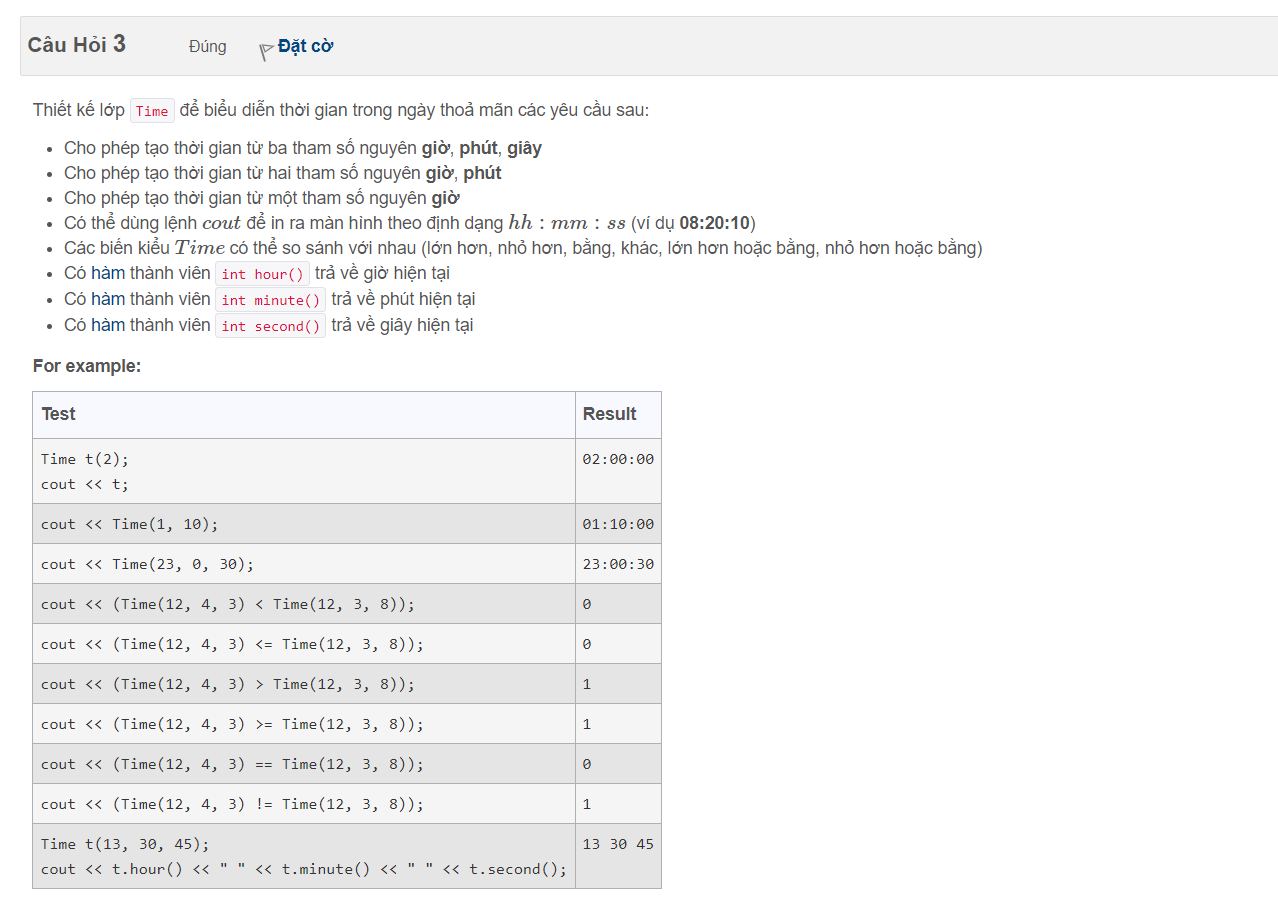 Câu Hỏi 3 Đúng Đặt cờ
Thiết kế lớp Time để biểu diễn thời gian trong ngày thoả mãn các yêu cầu sau:
• Cho phép tạo thời gian từ ba tham số nguyên giờ, phút, giây
• Cho phép tạo thời gian từ hai tham số nguyên giờ, phút
• Cho phép tạo thời gian từ một tham số nguyên giờ
• Có thể dùng lệnh cout để in ra màn hình theo định dạng hh : mm : ss (ví dụ 08:20:10)
• Các biến kiểu Time có thể so sánh với nhau (lớn hơn, nhỏ hơn, bằng, khác, lớn hơn hoặc bằng, nhỏ hơn hoặc bằng)
• Có hàm thành viên int hour() trả về giờ hiện tại
• Có hàm thành viên int minute() trả về phút hiện tại
• Có hàm thành viên int second() trả về giây hiện tại
For example:
Test Result
Time t(2); 02:00:00
cout << t;
cout << Time(1, 10); 01:10:00
cout << Time(23, 0, 30); 23:00:30
cout << (Time(12, 4, 3) < Time(12, 3, 8)); 0
cout << (Time(12, 4, 3) <= Time(12, 3, 8)); 0
cout << (Time(12, 4, 3) > Time(12, 3, 8)); 1
cout << (Time(12, 4, 3) >= Time(12, 3, 8)); 1
cout << (Time(12, 4, 3) == Time(12, 3, 8)); 0
cout << (Time(12, 4, 3) != Time(12, 3, 8)); 1
Time t(13, 30, 45); 13 30 45
cout << t.hour() << " " << t.minute() << " " << t.second();